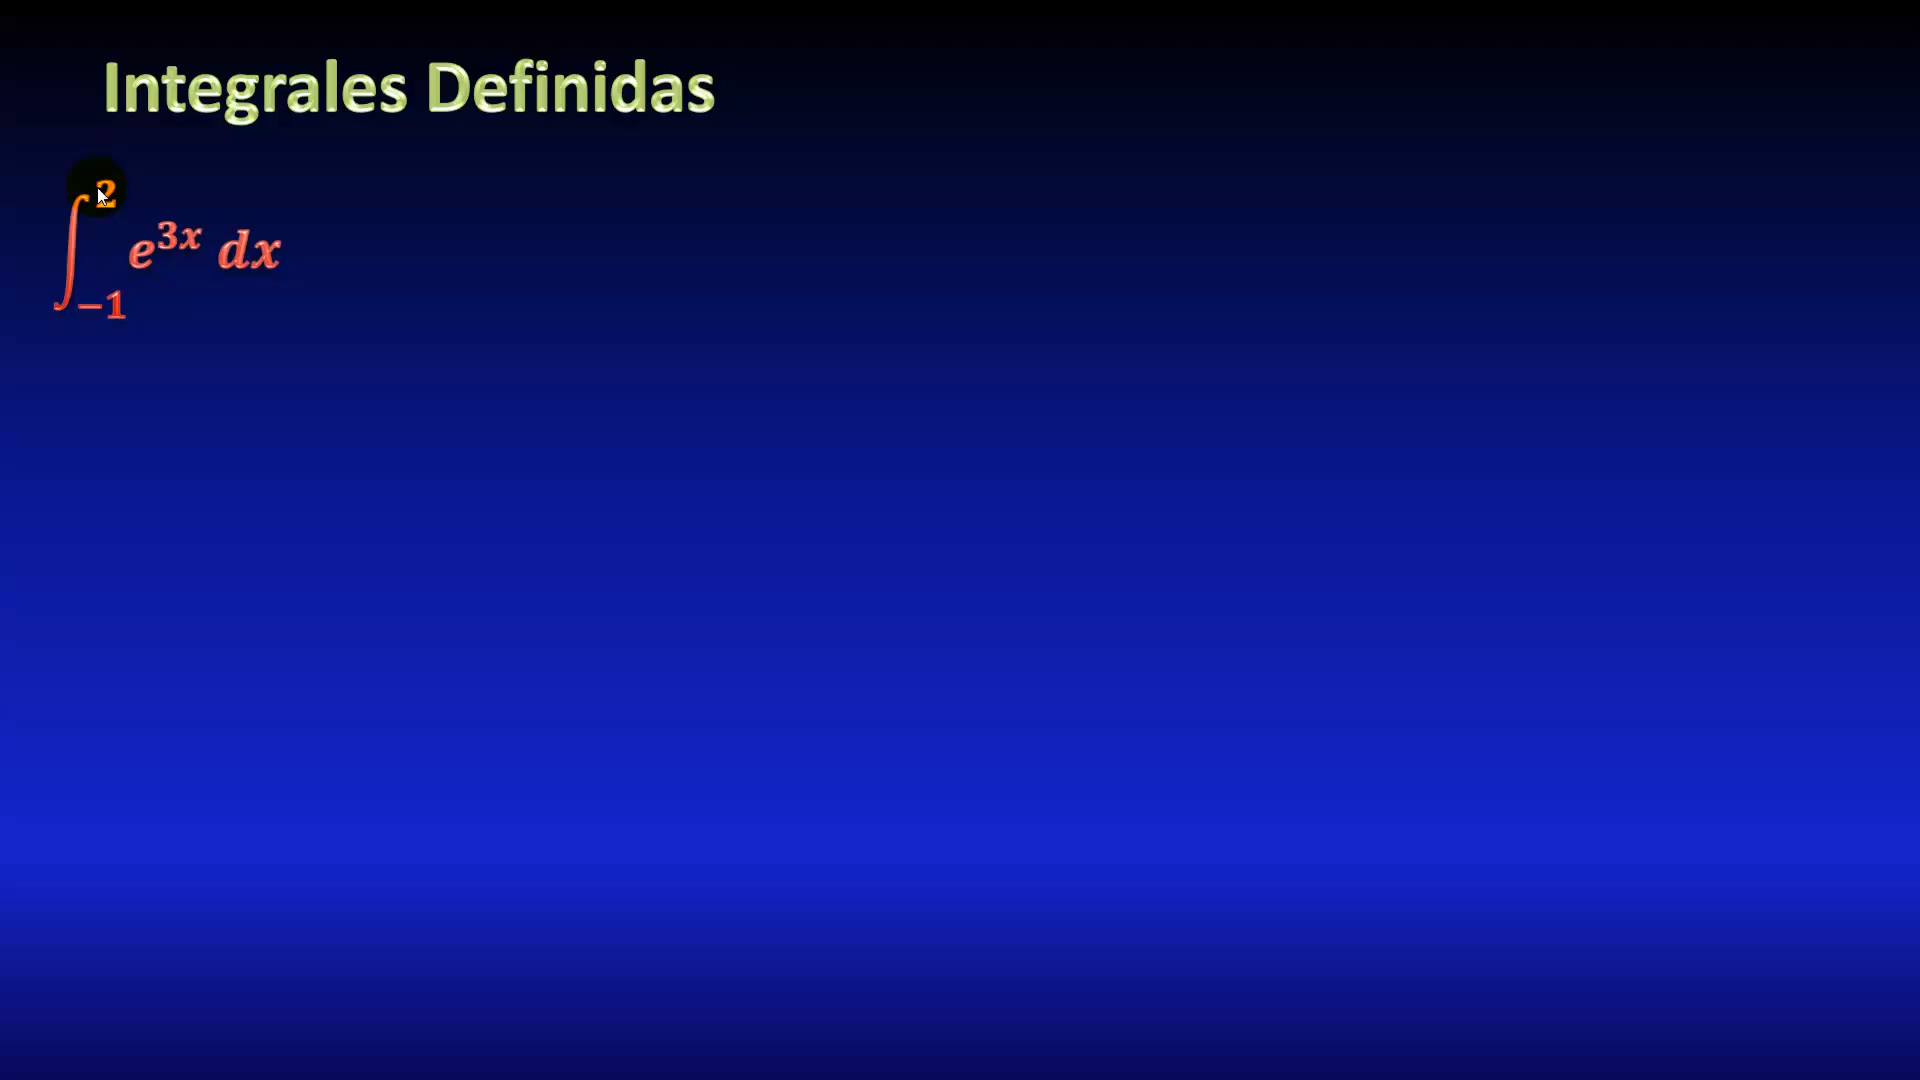 Integrales Definidas
∫₋₁² e³ˣ dx